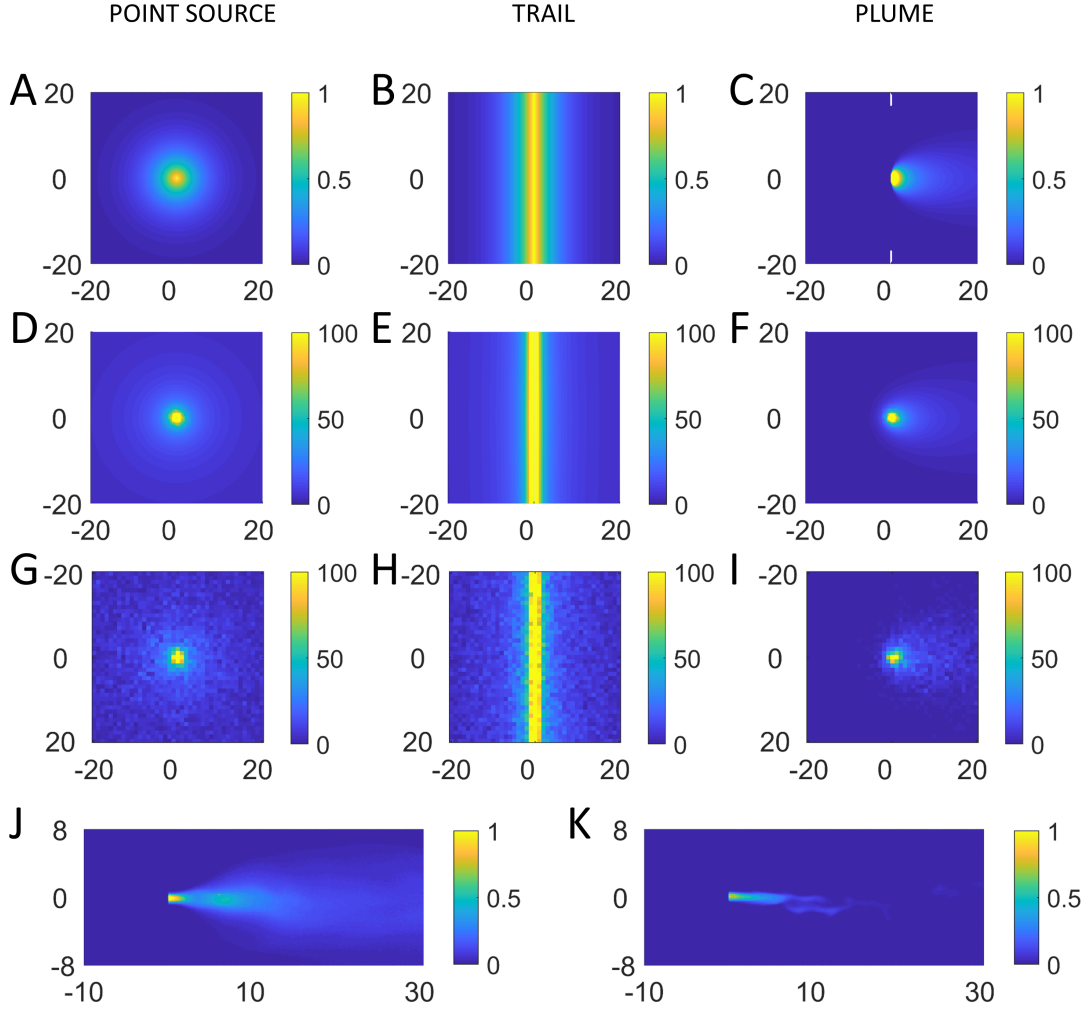 POINT SOURCE TRAIL PLUME
A 20 1 B 20 1 C 20 1
0 0.5 0 0.5 0 0.5
-20 0 -20 0 -20 0
-20 0 20 -20 0 20 -20 0 20
D 20 100 E 20 100 F 20 100
0 50 0 50 0 50
-20 0 -20 0 -20 0
-20 0 20 -20 0 20 -20 0 20
G -20 100 H -20 100 I -20 100
0 50 0 50 0 50
20 0 20 0 20 0
-20 0 20 -20 0 20 -20 0 20
J 8 1 K 8 1
0 0.5 0 0.5
-8 0 -8 0
-10 10 30 -10 10 30